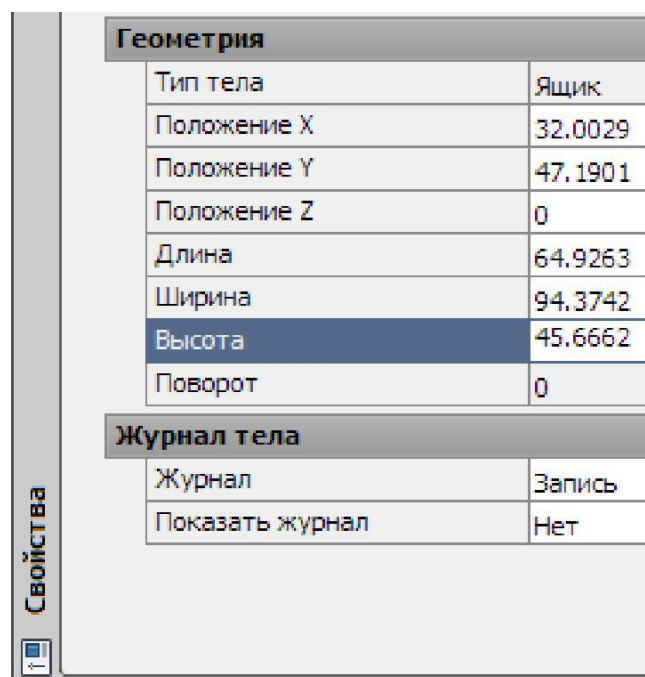 Геометрия
Тип тела Ящик
Положение X 32.0029
Положение Y 47.1901
Положение Z 0
Длина 64.9263
Ширина 94.3742
Высота 45.6662
Поворот 0
Журнал тела
Журнал Запись
Показать журнал Нет
Свойства